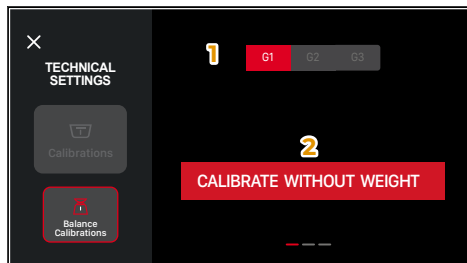 TECHNICAL
SETTINGS
1
G1 G2 G3
Calibrations
2
CALIBRATE WITHOUT WEIGHT
Balance
Calibrations